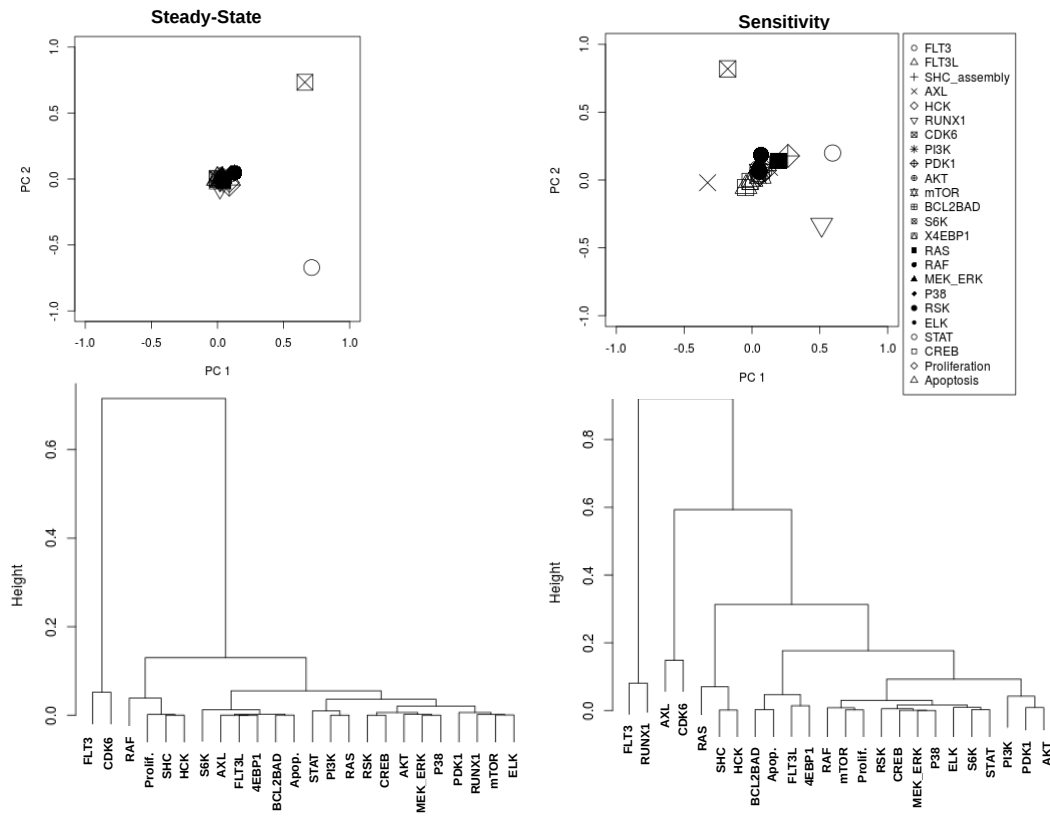 Steady-State
Sensitivity
1.0
0.5
0.0
-0.5
-1.0
PC 2
-1.0
-0.5
0.0
0.5
1.0
PC 1
1.0
0.5
0.0
-0.5
-1.0
PC 2
-1.0
-0.5
0.0
0.5
1.0
PC 1
FLT3
FLT3L
SHC_assembly
AXL
HCK
RUNX1
CDK6
PI3K
PDK1
AKT
mTOR
BCL2BAD
S6K
X4EBP1
RAS
RAF
MEK_ERK
P38
RSK
ELK
STAT
CREB
Proliferation
Apoptosis
Height
0.6
0.4
0.2
0.0
FLT3
CDK6
RAF
Prolif.
SHC
HCK
S6K
AXL
FLT3L
4EBP1
BCL2BAD
Apop.
STAT
PI3K
RAS
RSK
CREB
AKT
MEK_ERK
P38
PDK1
RUNX1
mTOR
ELK
Height
0.8
0.6
0.4
0.2
0.0
FLT3
RUNX1
AXL
CDK6
RAS
SHC
HCK
BCL2BAD
Apop.
FLT3L
4EBP1
RAF
mTOR
Prolif.
RSK
CREB
MEK_ERK
P38
ELK
S6K
STAT
PI3K
PDK1
AKT